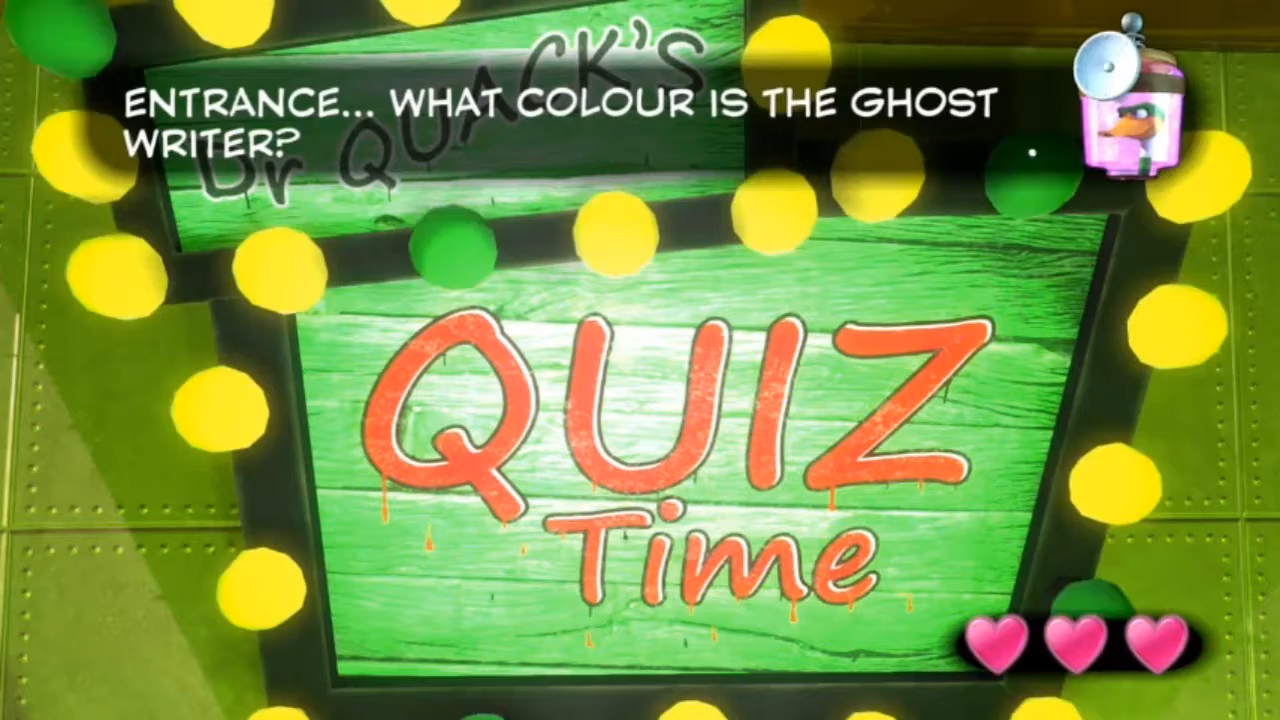 ENTRANCE... WHAT COLOUR IS THE GHOST
WRITER?
Dr QUACK'S
QUIZ
Time